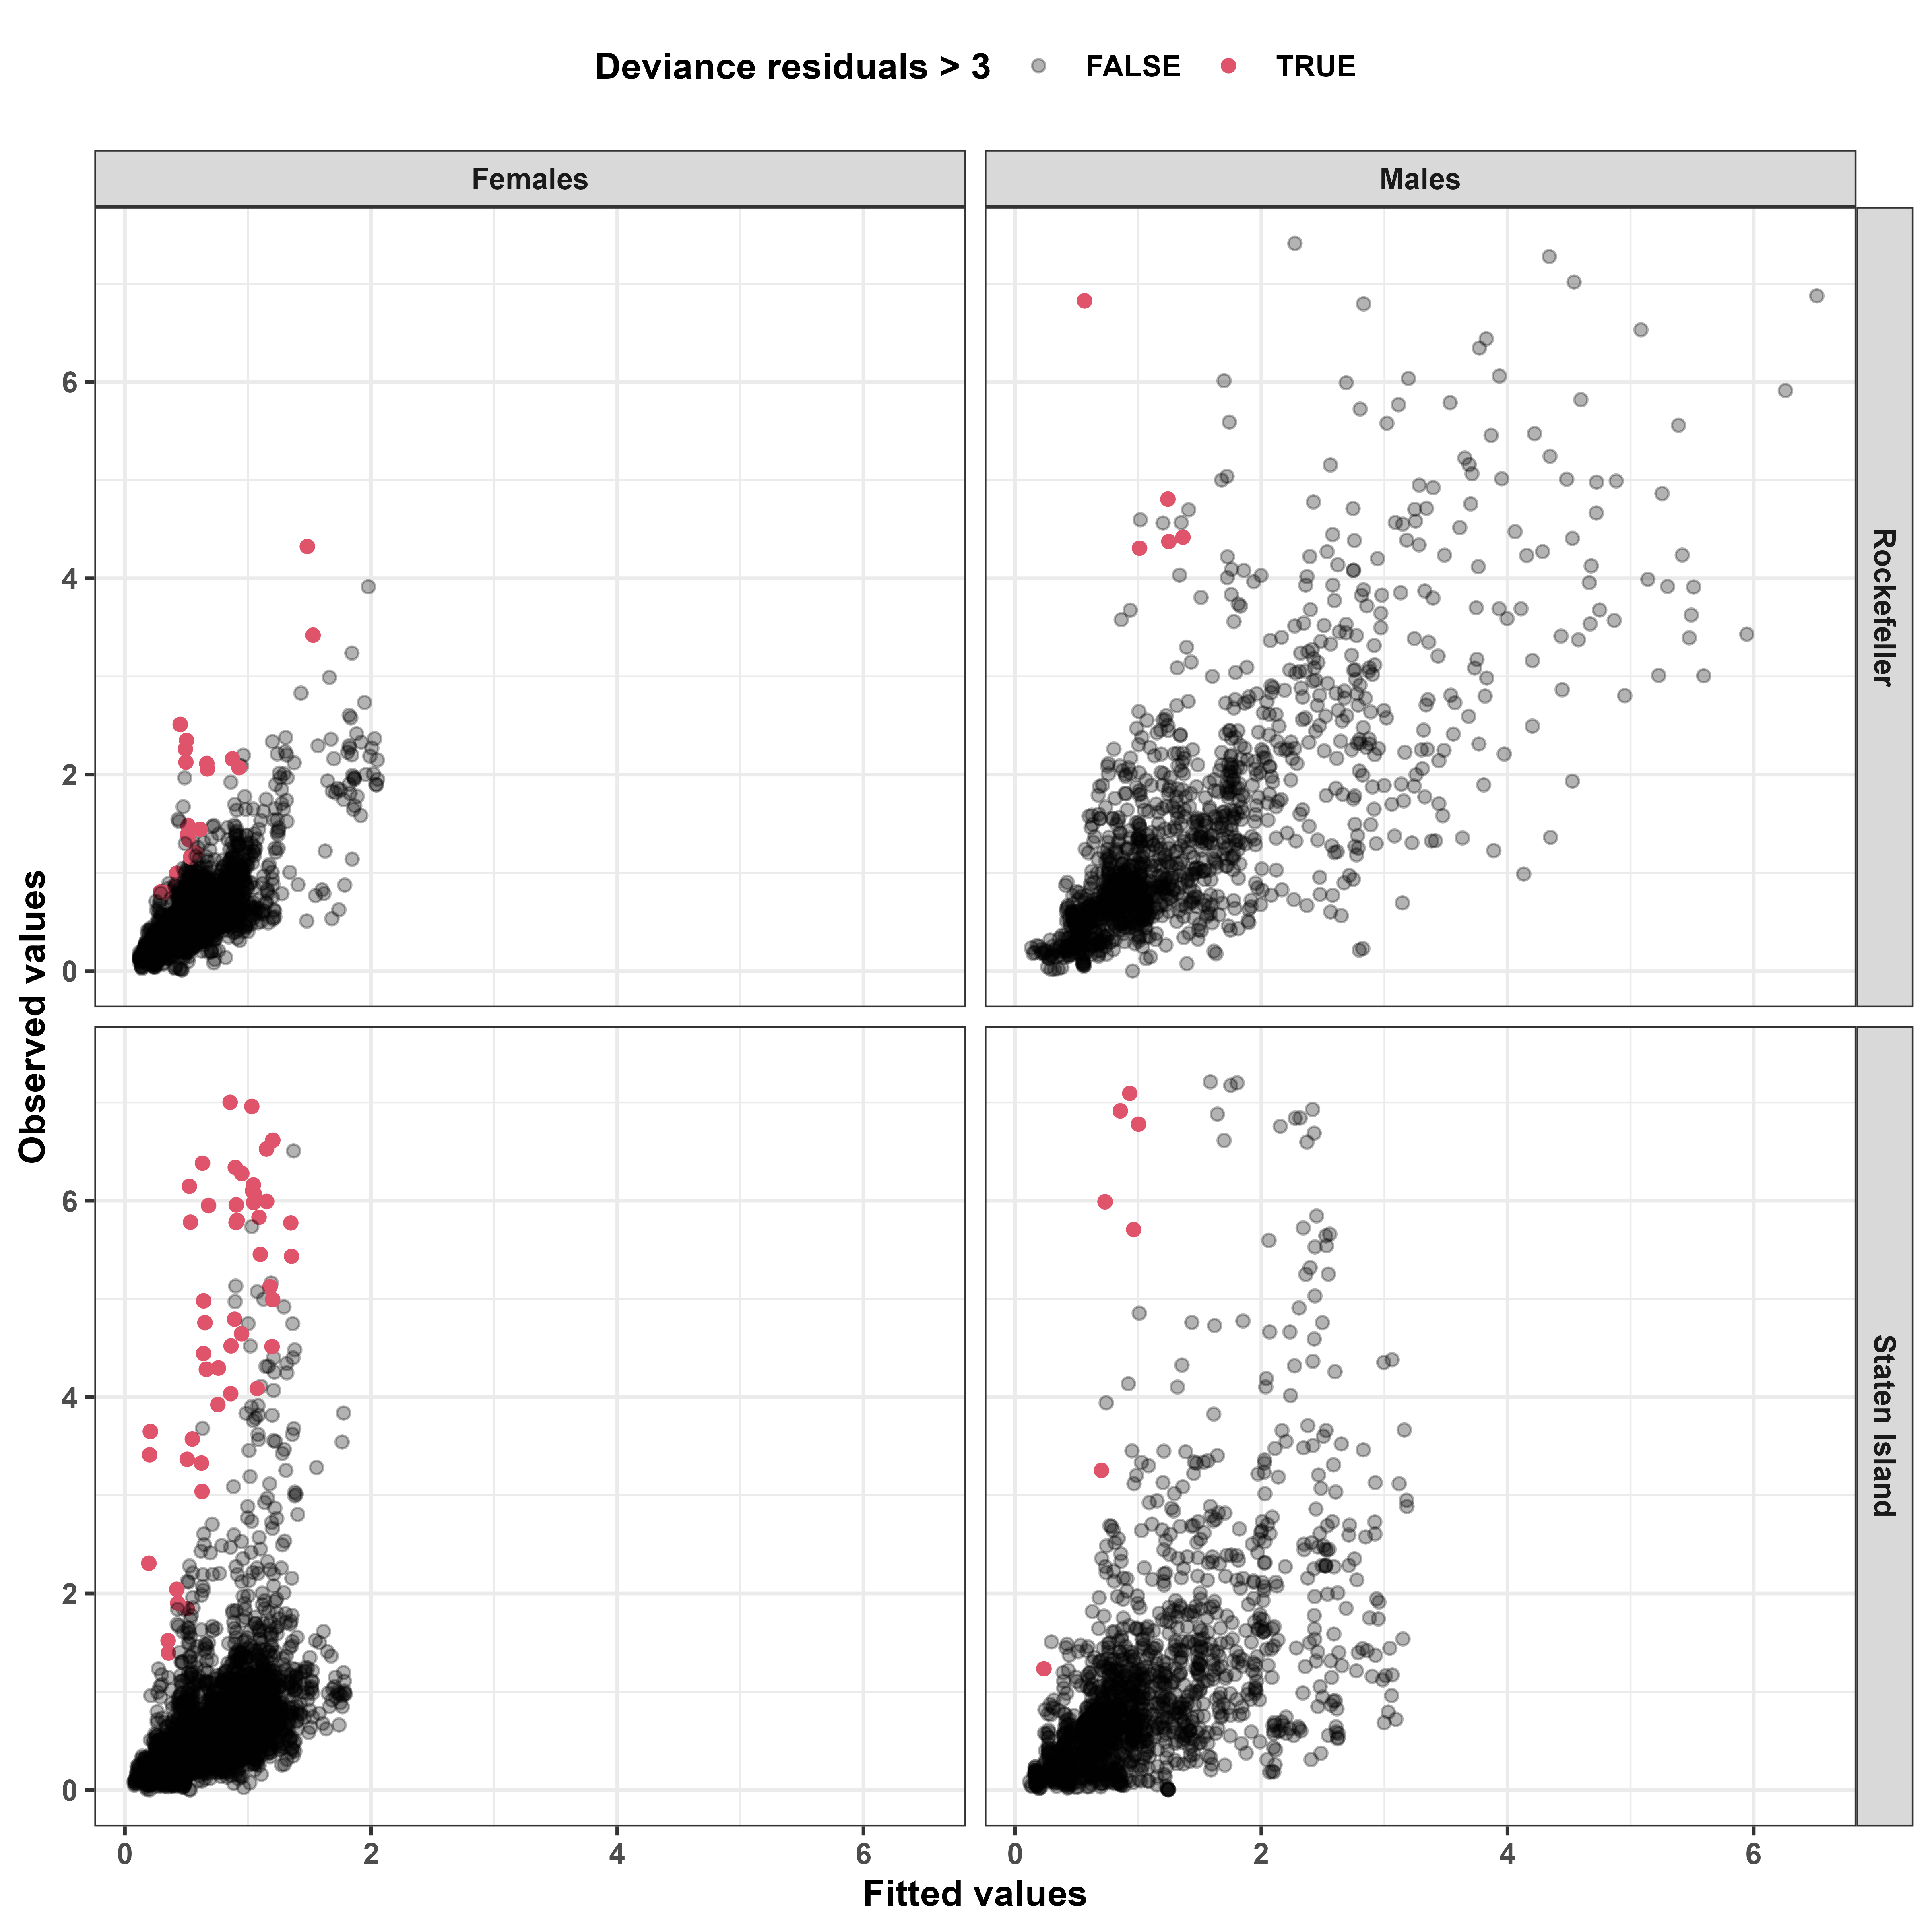 Deviance residuals > 3 FALSE TRUE
Females Males
Rockefeller
Staten Island
Observed values
6
4
2
0
6
4
2
0
0 2 4 6 0 2 4 6
Fitted values